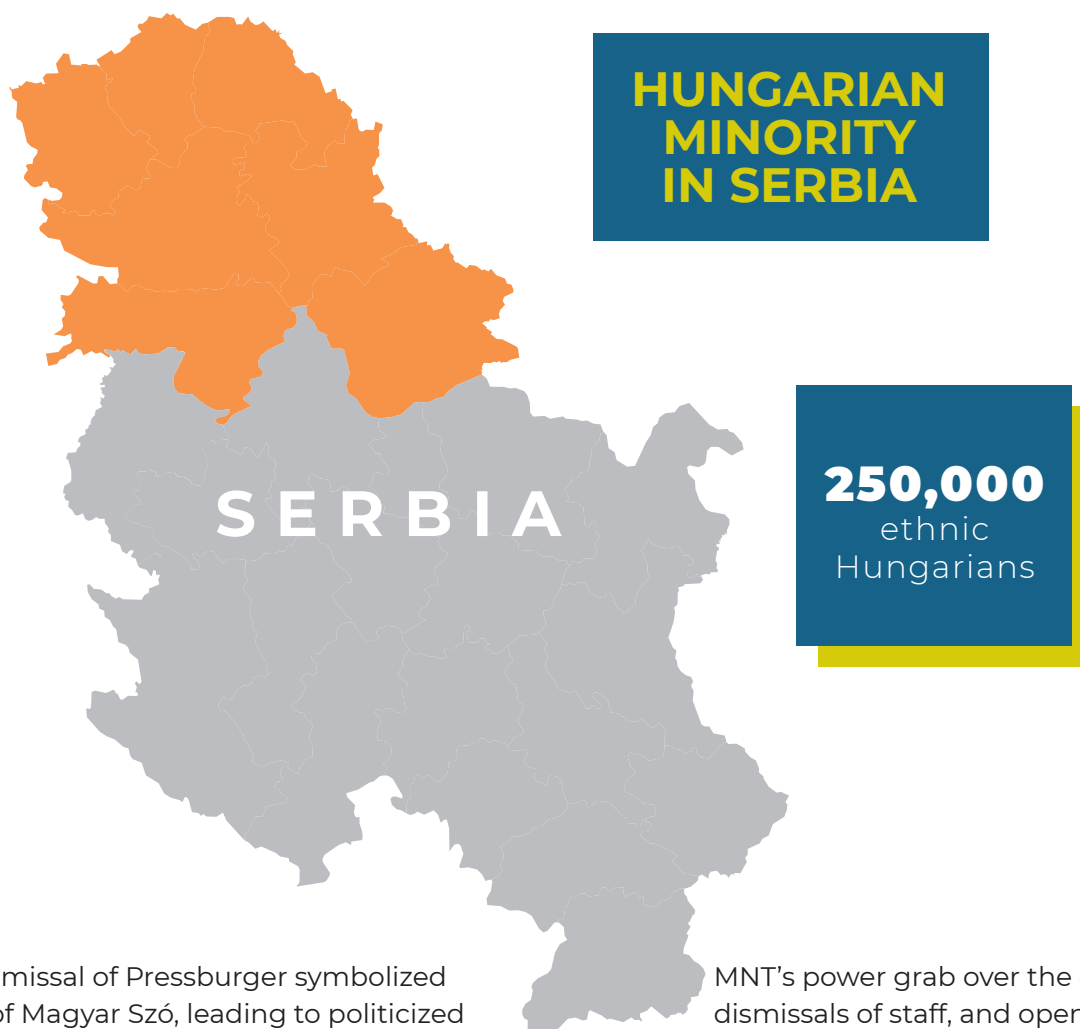 HUNGARIAN
MINORITY
IN SERBIA
SERBIA
250,000
ethnic
Hungarians
missal of Pressburger symbolized
of Magyar Szó, leading to politicized
MNT’s power grab over the
dismissals of staff, and oper